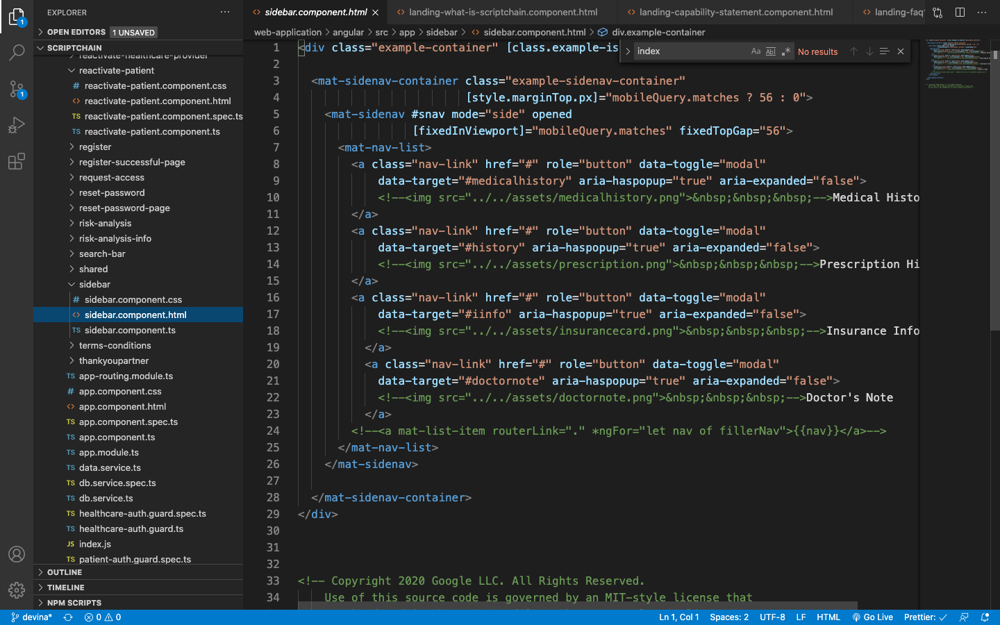 EXPLORER
OPEN EDITORS 1 UNSAVED
SCRIPTCHAIN
reactivate-healthcare-provider
reactivate-patient
# reactivate-patient.component.css
<> reactivate-patient.component.html
TS reactivate-patient.component.spec.ts
TS reactivate-patient.component.ts
register
register-successful-page
request-access
reset-password
reset-password-page
risk-analysis
risk-analysis-info
search-bar
shared
sidebar
# sidebar.component.css
<> sidebar.component.html
TS sidebar.component.ts
terms-conditions
thankyoupartner
TS app-routing.module.ts
# app.component.css
<> app.component.html
TS app.component.spec.ts
TS app.component.ts
TS app.module.ts
TS data.service.ts
TS db.service.spec.ts
TS db.service.ts
TS healthcare-auth.guard.spec.ts
TS healthcare-auth.guard.ts
JS index.js
TS patient-auth.guard.spec.ts
OUTLINE
TIMELINE
NPM SCRIPTS
1
1
<> sidebar.component.html × <> landing-what-is-scriptchain.component.html <> landing-capability-statement.component.html <> landing-faq
web-application > angular > src > app > sidebar > <> sidebar.component.html > div.example-container
index Aa Abl .* No results
1 <div class="example-container" [class.example-is
2
3 <mat-sidenav-container class="example-sidenav-container"
4 [style.marginTop.px]="mobileQuery.matches ? 56 : 0">
5 <mat-sidenav #snav mode="side" opened
6 [fixedInViewport]="mobileQuery.matches" fixedTopGap="56">
7 <mat-nav-list>
8 <a class="nav-link" href="#" role="button" data-toggle="modal"
9 data-target="#medicalhistory" aria-haspopup="true" aria-expanded="false">
10 <!--<img src="../../assets/medicalhistory.png">&nbsp;&nbsp;&nbsp;-->Medical Histo
11 </a>
12 <a class="nav-link" href="#" role="button" data-toggle="modal"
13 data-target="#history" aria-haspopup="true" aria-expanded="false">
14 <!--<img src="../../assets/prescription.png">&nbsp;&nbsp;&nbsp;-->Prescription Hi
15 </a>
16 <a class="nav-link" href="#" role="button" data-toggle="modal"
17 data-target="#iinfo" aria-haspopup="true" aria-expanded="false">
18 <!--<img src="../../assets/insurancecard.png">&nbsp;&nbsp;&nbsp;-->Insurance Info
19 </a>
20 <a class="nav-link" href="#" role="button" data-toggle="modal"
21 data-target="#doctornote" aria-haspopup="true" aria-expanded="false">
22 <!--<img src="../../assets/doctornote.png">&nbsp;&nbsp;&nbsp;-->Doctor's Note
23 </a>
24 <!--<a mat-list-item routerLink="." *ngFor="let nav of fillerNav">{{nav}}</a>-->
25 </mat-nav-list>
26 </mat-sidenav>
27
28 </mat-sidenav-container>
29 </div>
30
31
32
33 <!-- Copyright 2020 Google LLC. All Rights Reserved.
34 Use of this source code is governed by an MIT-style license that
devina* 0 0 Ln 1, Col 1 Spaces: 2 UTF-8 LF HTML Go Live Prettier: ✓